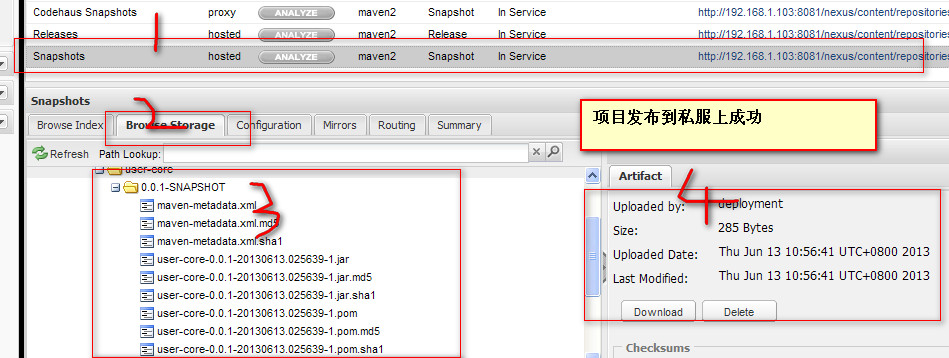 Codehaus Snapshots proxy ANALYZE maven2 Snapshot In Service http://192.168.1.103:8081/nexus/content/repositories
Releases hosted ANALYZE maven2 Release In Service http://192.168.1.103:8081/nexus/content/repositories
Snapshots hosted ANALYZE maven2 Snapshot In Service http://192.168.1.103:8081/nexus/content/repositories
1
Snapshots
2
Browse Index Browse Storage Configuration Mirrors Routing Summary
项目发布到私服上成功
Refresh Path Lookup:
user-core
0.0.1-SNAPSHOT
3
maven-metadata.xml
maven-metadata.xml.md5
maven-metadata.xml.sha1
user-core-0.0.1-20130613.025639-1.jar
user-core-0.0.1-20130613.025639-1.jar.md5
user-core-0.0.1-20130613.025639-1.jar.sha1
user-core-0.0.1-20130613.025639-1.pom
user-core-0.0.1-20130613.025639-1.pom.md5
user-core-0.0.1-20130613.025639-1.pom.sha1
Artifact
4
Uploaded by: deployment
Size: 285 Bytes
Uploaded Date: Thu Jun 13 10:56:41 UTC+0800 2013
Last Modified: Thu Jun 13 10:56:41 UTC+0800 2013
Download Delete
Checksums